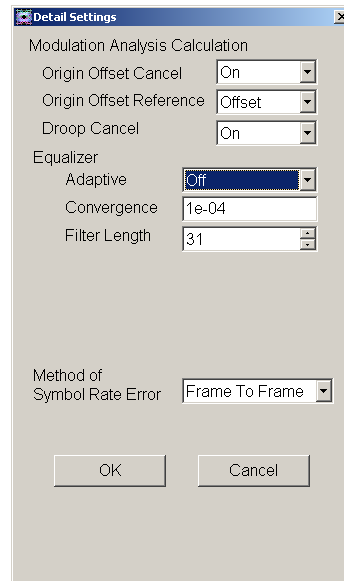 Detail Settings
Modulation Analysis Calculation
Origin Offset Cancel On
Origin Offset Reference Offset
Droop Cancel On
Equalizer
Adaptive Off
Convergence 1e-04
Filter Length 31
Method of
Symbol Rate Error Frame To Frame
OK Cancel